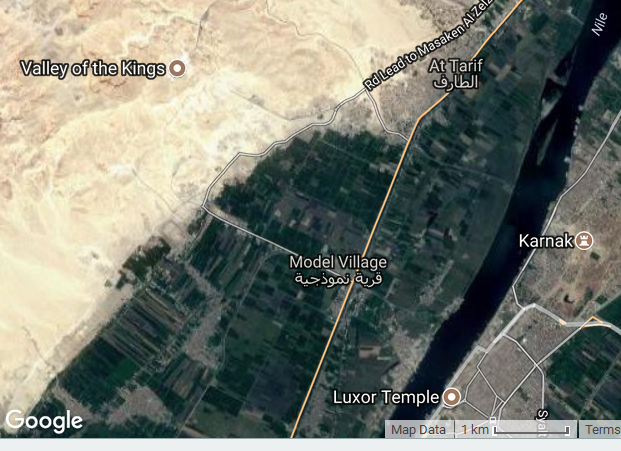 Nile
Rd Lead to Masaken Al-Zelz
Valley of the Kings
At Tarif
الطارف
Karnak
Model Village
قرية نموذجية
Luxor Temple
Google
Map Data
1 km
Terms